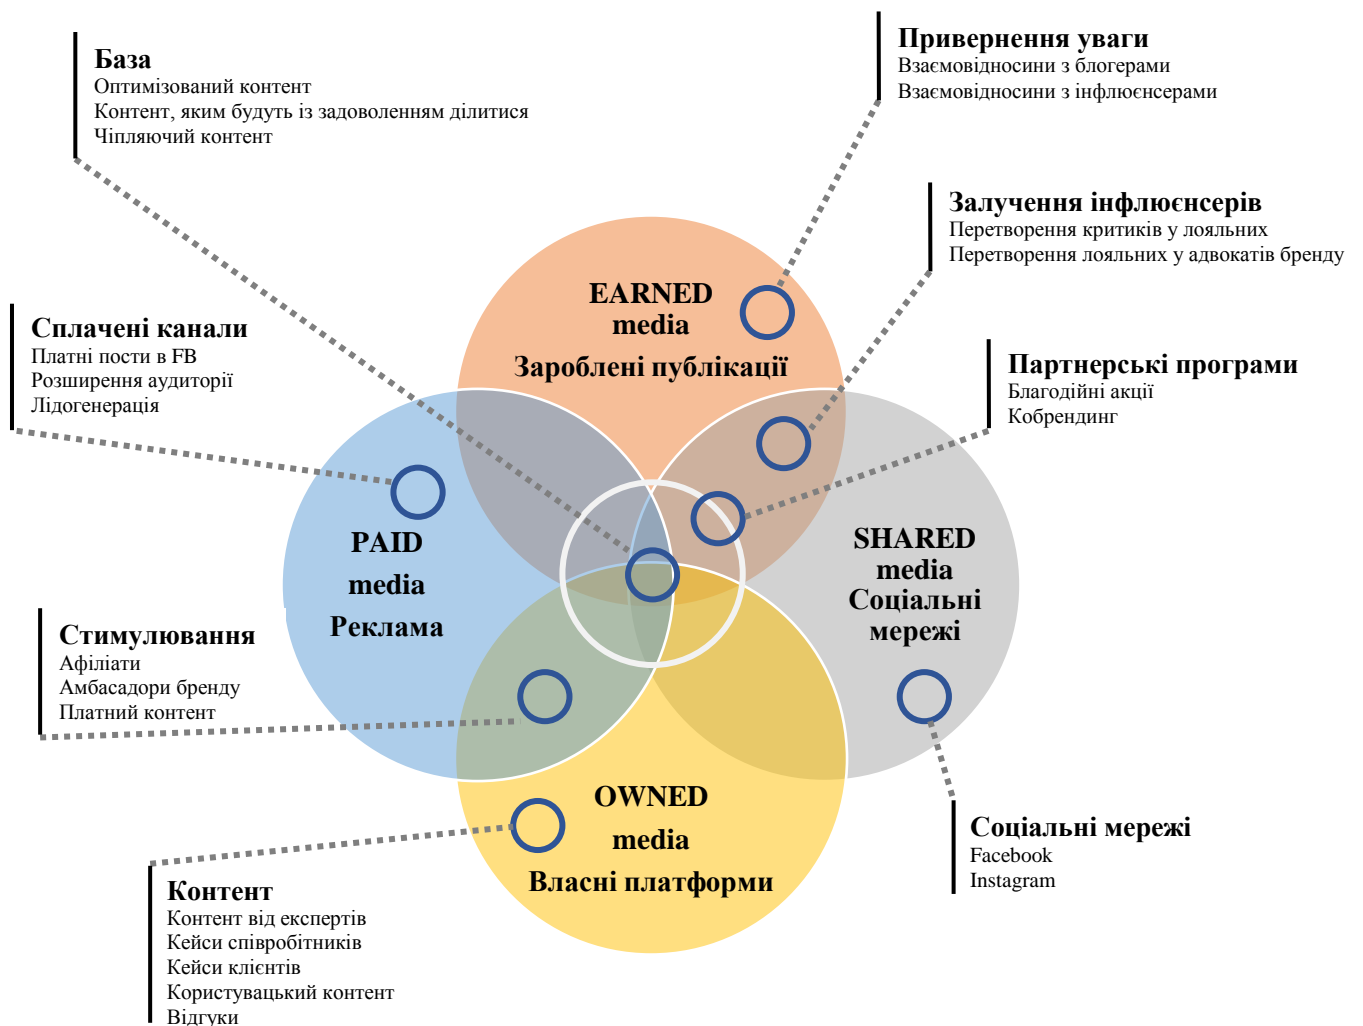 База
Оптимізований контент
Контент, яким будуть із задоволенням ділитися
Чіпляючий контент
Привернення уваги
Взаємовідносини з блогерами
Взаємовідносини з інфлюєнсерами
Залучення інфлюєнсерів
Перетворення критиків у лояльних
Перетворення лояльних у адвокатів бренду
Сплачені канали
Платні пости в FB
Розширення аудиторії
Лідогенерація
EARNED
media
Зароблені публікації
Партнерські програми
Благодійні акції
Кобрендинг
PAID
media
Реклама
SHARED
media
Соціальні
мережі
Стимулювання
Афіліати
Амбасадори бренду
Платний контент
OWNED
media
Власні платформи
Соціальні мережі
Facebook
Instagram
Контент
Контент від експертів
Кейси співробітників
Кейси клієнтів
Користувацький контент
Відгуки